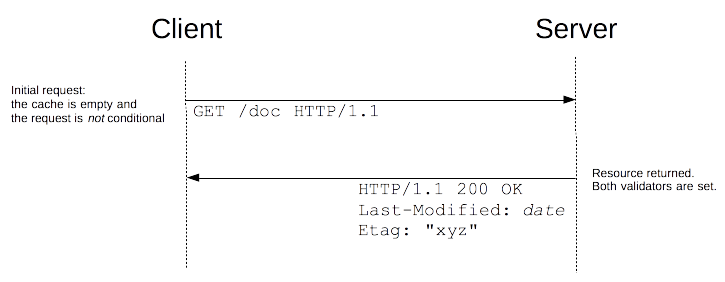 Client
Server
Initial request:
the cache is empty and
the request is not conditional
GET /doc HTTP/1.1
Resource returned.
Both validators are set.
HTTP/1.1 200 OK
Last-Modified: date
Etag: "xyz"